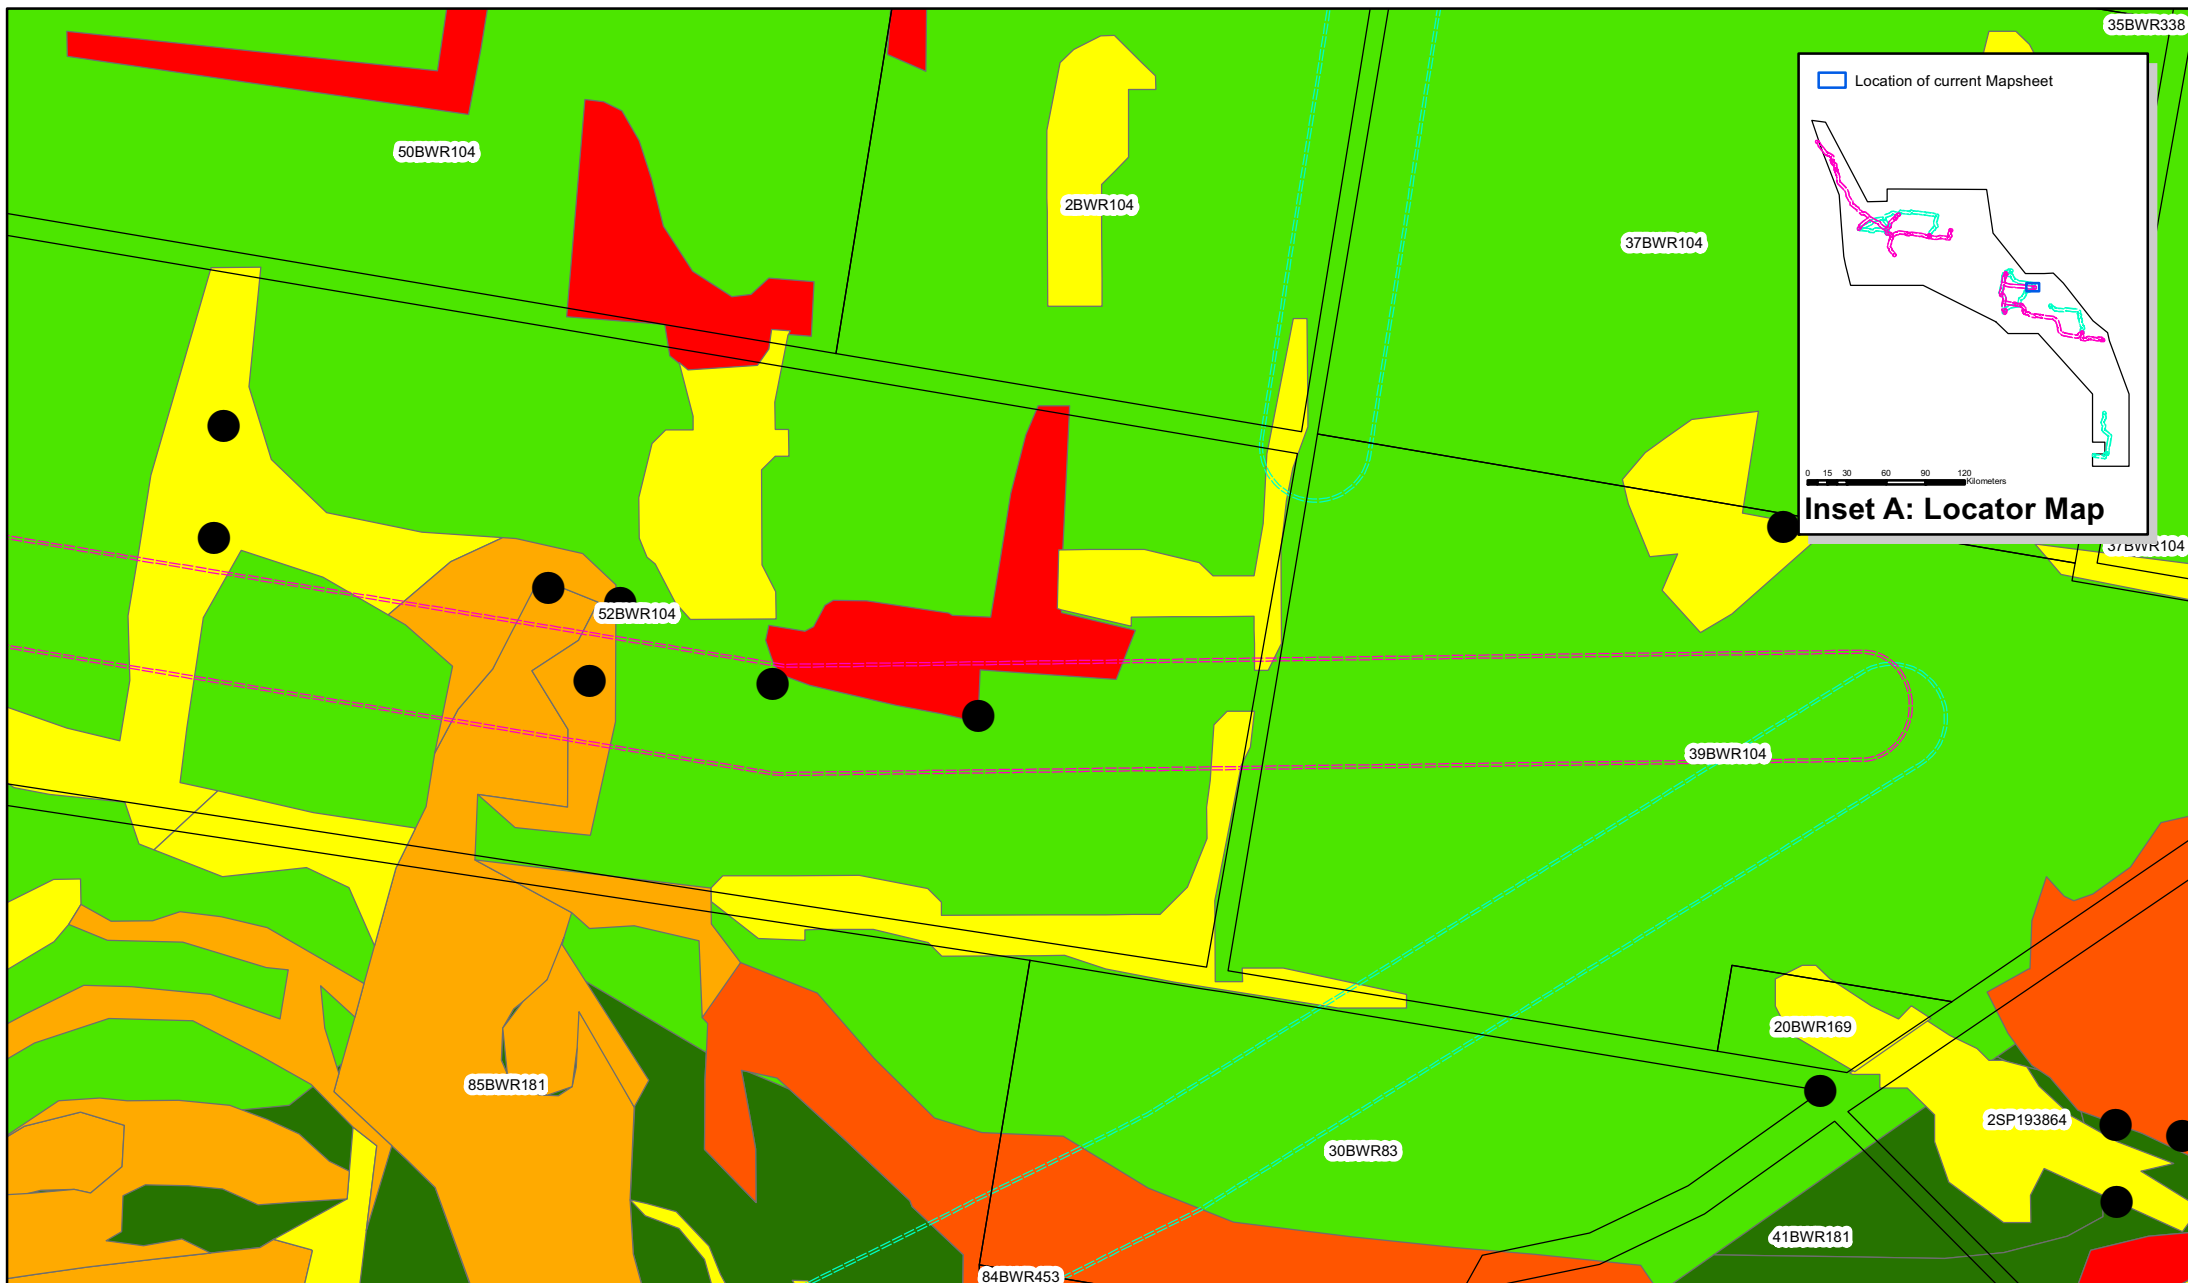 35BWR338
Location of current Mapsheet
50BWR104
2BWR104
37BWR104
0 15 30 60 90 120
Kilometers
Inset A: Locator Map
37BWR104
52BWR104
39BWR104
20BWR169
85BWR181
2SP193864
30BWR83
41BWR181
84BWR453